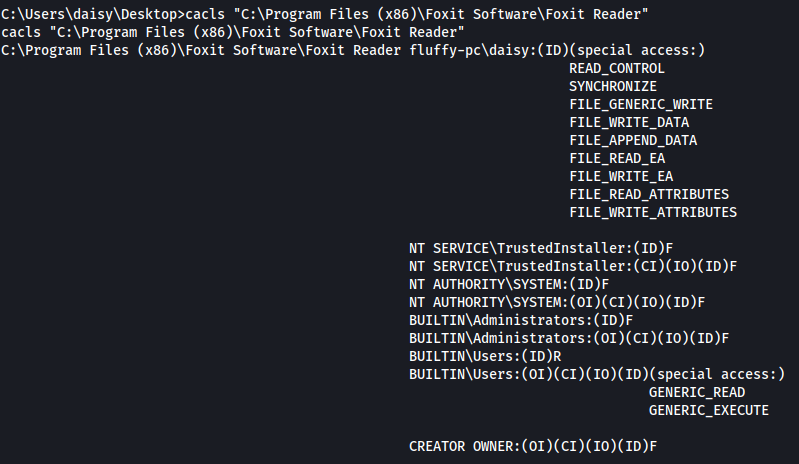 C:\Users\daisy\Desktop>cacls "C:\Program Files (x86)\Foxit Software\Foxit Reader"
cacls "C:\Program Files (x86)\Foxit Software\Foxit Reader"
C:\Program Files (x86)\Foxit Software\Foxit Reader fluffy-pc\daisy:(ID)(special access:)
READ_CONTROL
SYNCHRONIZE
FILE_GENERIC_WRITE
FILE_WRITE_DATA
FILE_APPEND_DATA
FILE_READ_EA
FILE_WRITE_EA
FILE_READ_ATTRIBUTES
FILE_WRITE_ATTRIBUTES
NT SERVICE\TrustedInstaller:(ID)F
NT SERVICE\TrustedInstaller:(CI)(IO)(ID)F
NT AUTHORITY\SYSTEM:(ID)F
NT AUTHORITY\SYSTEM:(OI)(CI)(IO)(ID)F
BUILTIN\Administrators:(ID)F
BUILTIN\Administrators:(OI)(CI)(IO)(ID)F
BUILTIN\Users:(ID)R
BUILTIN\Users:(OI)(CI)(IO)(ID)(special access:)
GENERIC_READ
GENERIC_EXECUTE
CREATOR OWNER:(OI)(CI)(IO)(ID)F